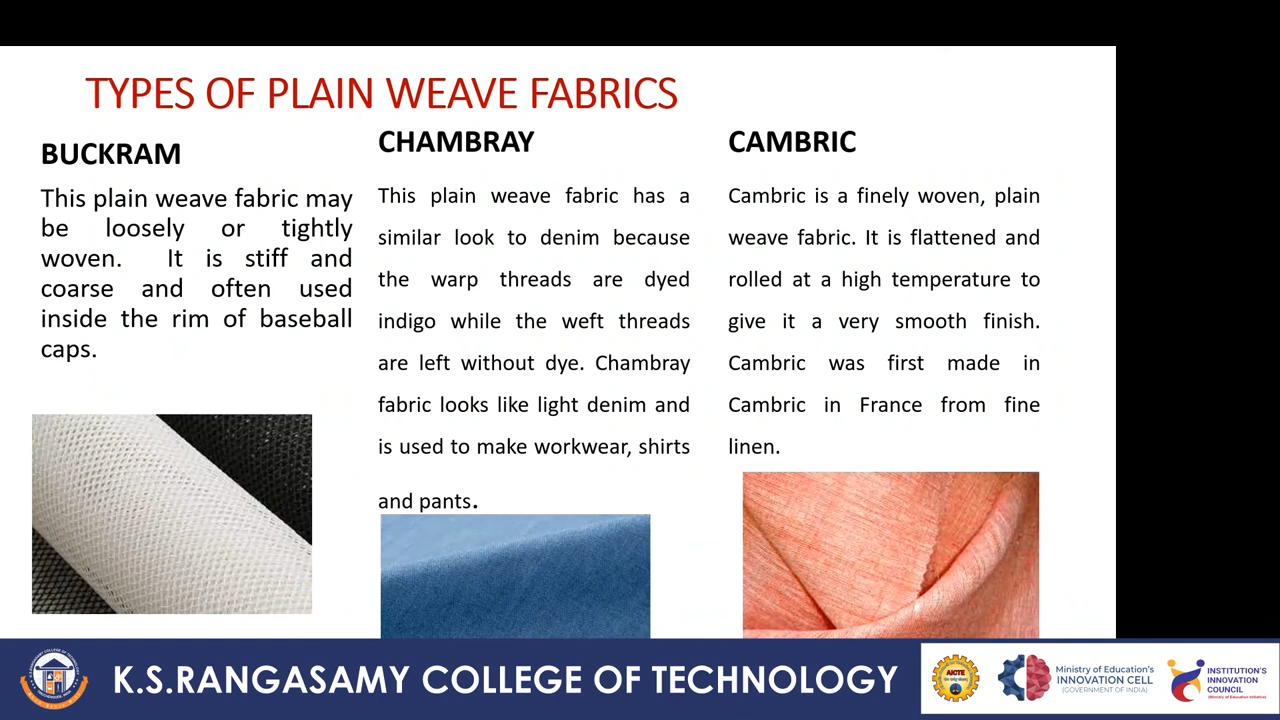 TYPES OF PLAIN WEAVE FABRICS
BUCKRAM
This plain weave fabric may
be loosely or tightly
woven. It is stiff and
coarse and often used
inside the rim of baseball
caps.
CHAMBRAY
This plain weave fabric has a
similar look to denim because
the warp threads are dyed
indigo while the weft threads
are left without dye. Chambray
fabric looks like light denim and
is used to make workwear, shirts
and pants.
CAMBRIC
Cambric is a finely woven, plain
weave fabric. It is flattened and
rolled at a high temperature to
give it a very smooth finish.
Cambric was first made in
Cambric in France from fine
linen.
K.S.RANGASAMY COLLEGE OF TECHNOLOGY
AICTE
Ministry of Education's
INNOVATION CELL
(GOVERNMENT OF INDIA)
INSTITUTION'S
INNOVATION
COUNCIL
(Ministry of Education Initiative)